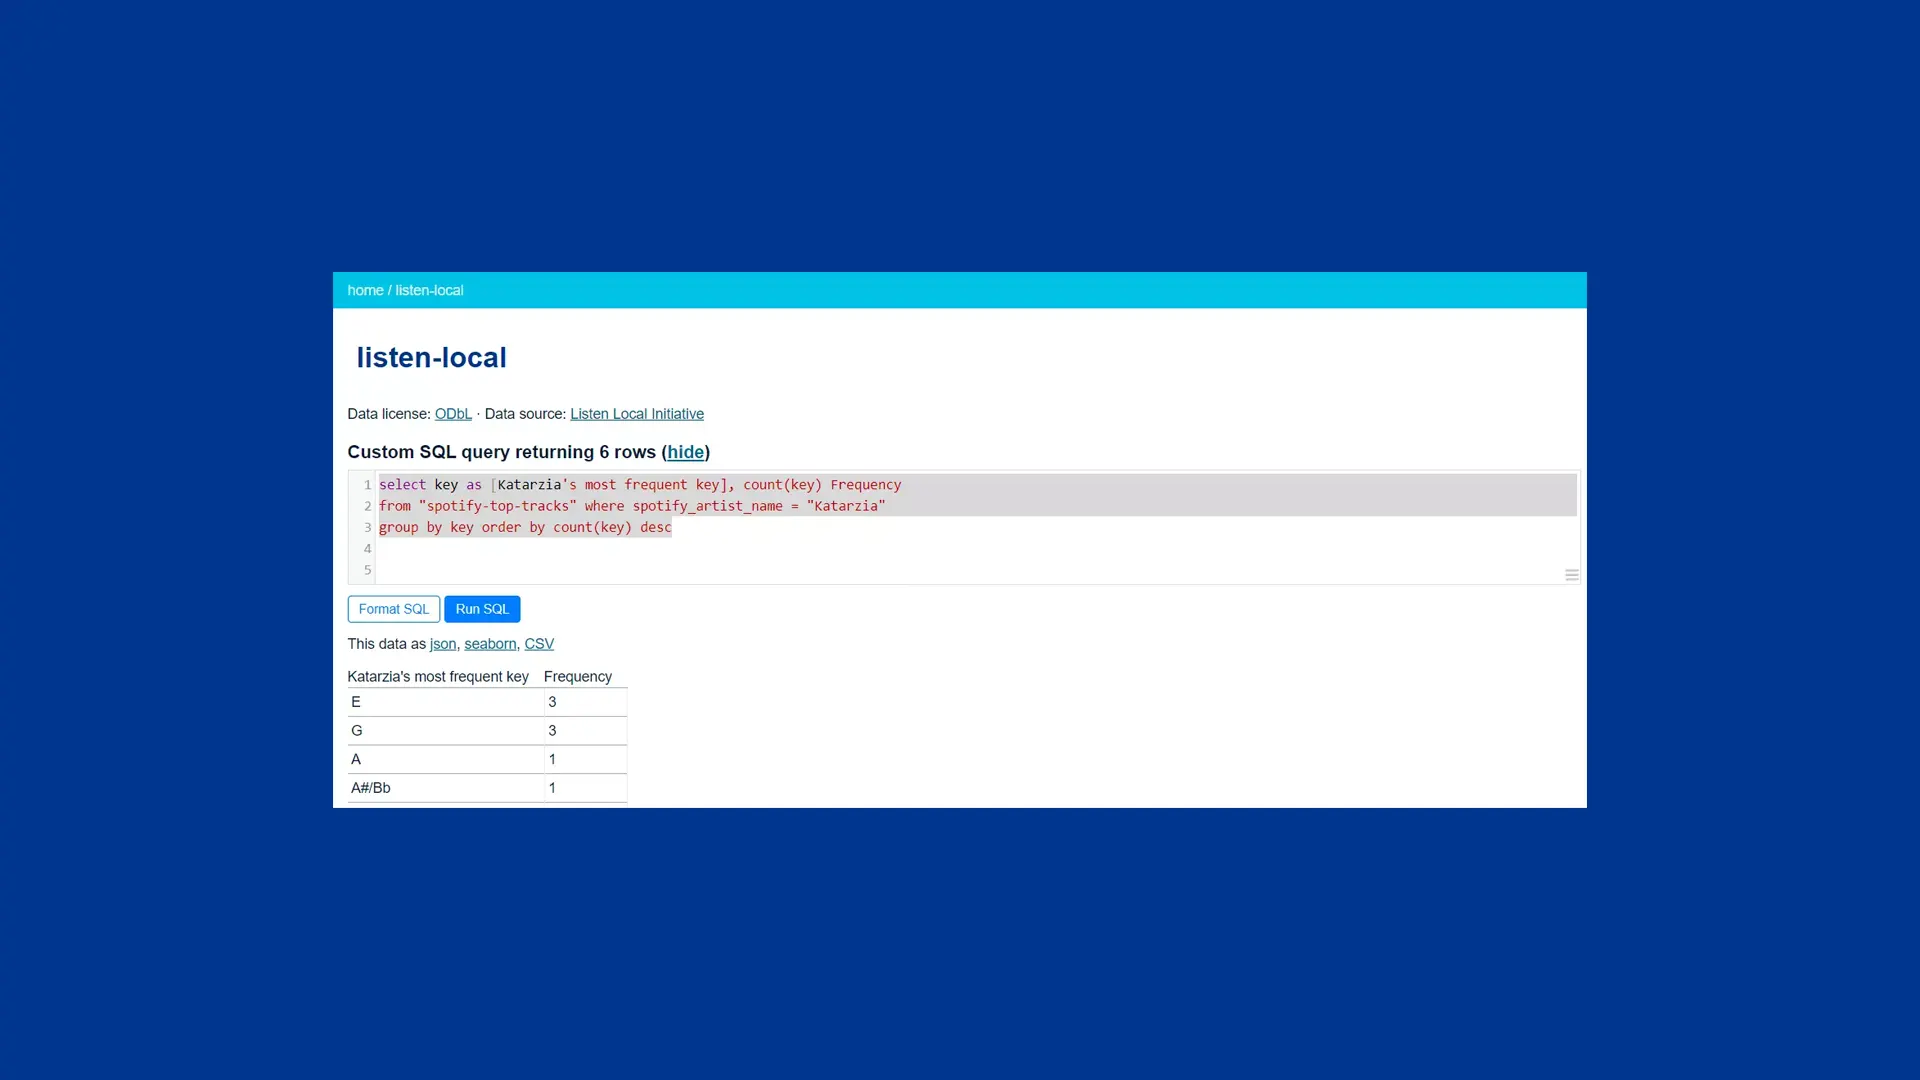 home / listen-local
listen-local
Data license: ODbL · Data source: Listen Local Initiative
Custom SQL query returning 6 rows (hide)
1 select key as [Katarzia's most frequent key], count(key) Frequency
2 from "spotify-top-tracks" where spotify_artist_name = "Katarzia"
3 group by key order by count(key) desc
4
5
Format SQL Run SQL
This data as json, seaborn, CSV
Katarzia's most frequent key Frequency
E 3
G 3
A 1
A#/Bb 1